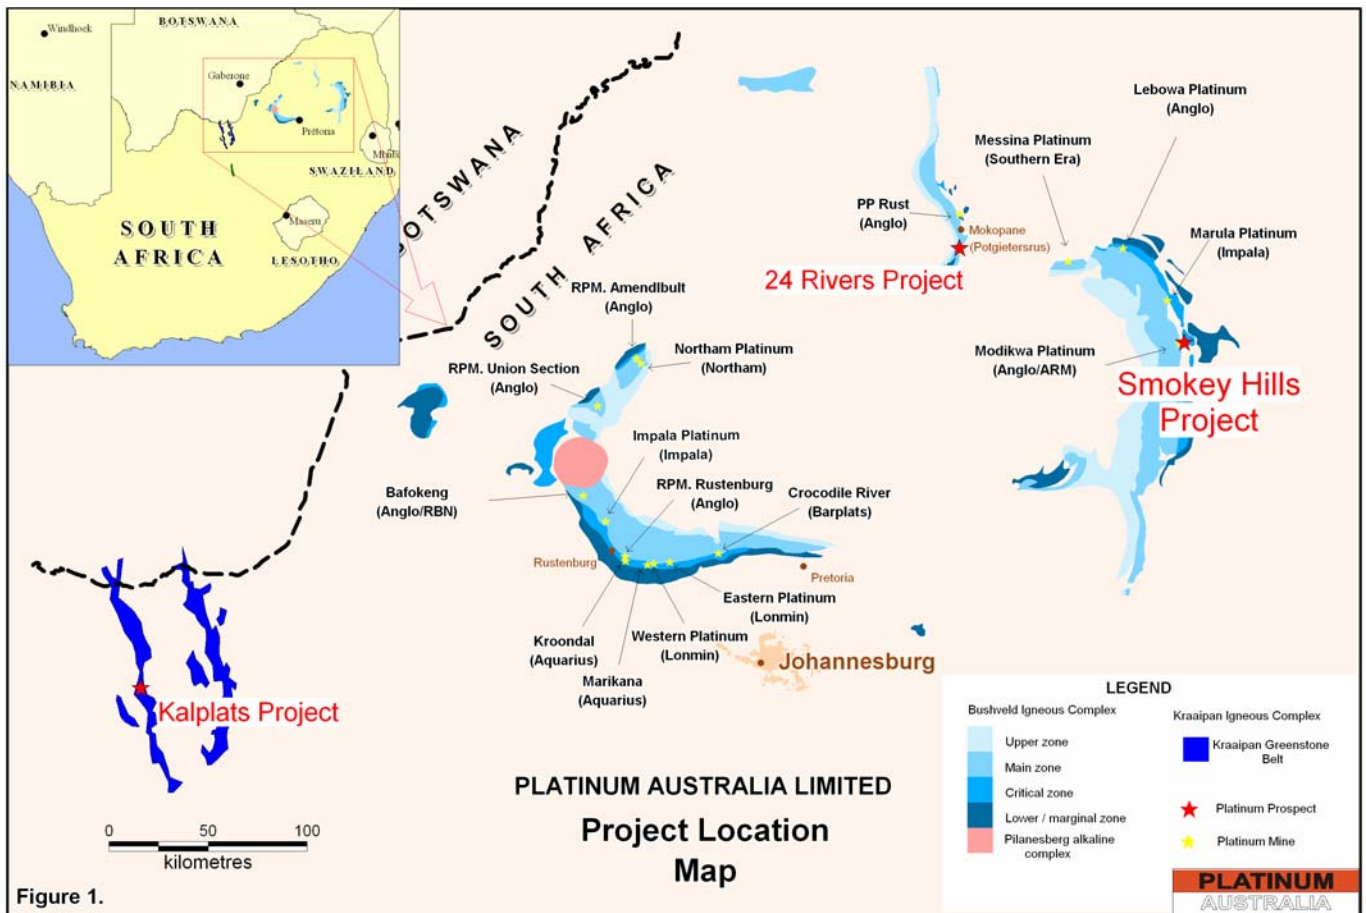 BOTSWANA
Windhoek
NAMIBIA
Gaberone
Pretoria
SWAZILAND
SOUTH
AFRICA
Maseru
LESOTHO
BOTSWANA
SOUTH AFRICA
Lebowa Platinum
(Anglo)
Messina Platinum
(Southern Era)
PP Rust
(Anglo)
Mokopane
(Potgietersrus)
Marula Platinum
(Impala)
24 Rivers Project
RPM. Amendlbult
(Anglo)
Northam Platinum
(Northam)
RPM. Union Section
(Anglo)
Modikwa Platinum
(Anglo/ARM)
Smokey Hills
Project
Impala Platinum
(Impala)
RPM. Rustenburg
(Anglo)
Crocodile River
(Barplats)
Bafokeng
(Anglo/RBN)
Rustenburg
Pretoria
Eastern Platinum
(Lonmin)
Western Platinum
(Lonmin)
Kroondal
(Aquarius)
Marikana
(Aquarius)
Johannesburg
Kalplats Project
LEGEND
Bushveld Igneous Complex
Upper zone
Main zone
Critical zone
Lower / marginal zone
Pilanesberg alkaline
complex
Kraaipan Igneous Complex
Kraaipan Greenstone
Belt
Platinum Prospect
Platinum Mine
PLATINUM AUSTRALIA LIMITED
Project Location
Map
0 50 100
kilometres
Figure 1.
PLATINUM
AUSTRALIA